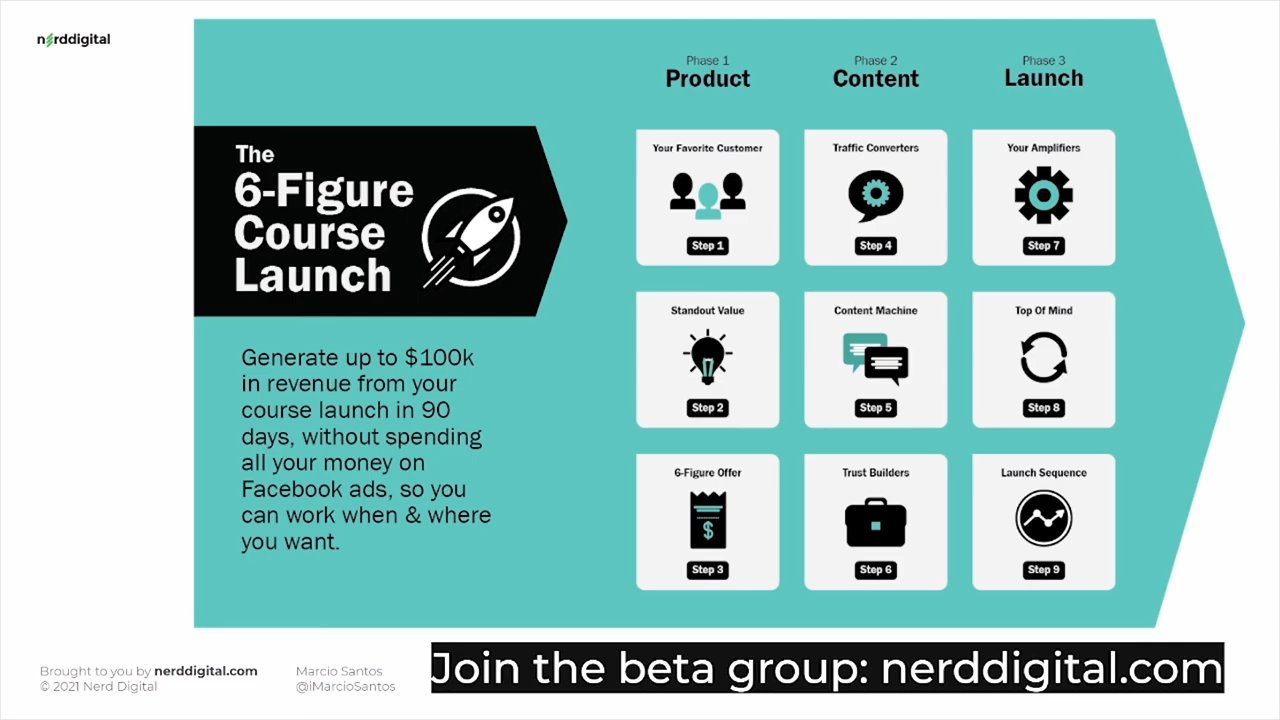 nerddigital
The
6-Figure
Course
Launch
Generate up to $100k
in revenue from your
course launch in 90
days, without spending
all your money on
Facebook ads, so you
can work when & where
you want.
Phase 1
Product
Your Favorite Customer
Step 1
Standout Value
Step 2
6-Figure Offer
$
Step 3
Phase 2
Content
Traffic Converters
Step 4
Content Machine
Step 5
Trust Builders
Step 6
Phase 3
Launch
Your Amplifiers
Step 7
Top Of Mind
Step 8
Launch Sequence
Step 9
Brought to you by nerddigital.com
© 2021 Nerd Digital
Marcio Santos
@iMarcioSantos
Join the beta group: nerddigital.com